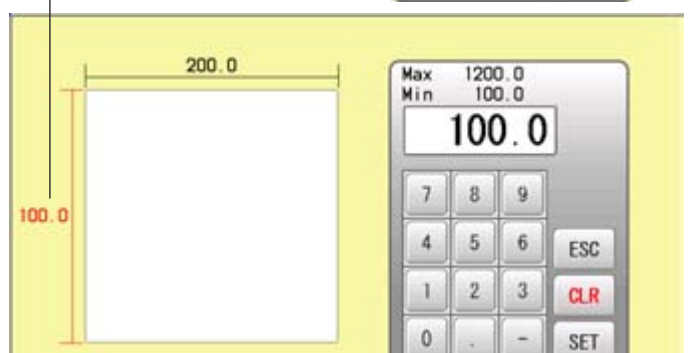 200.0
100.0
Max 1200.0
Min 100.0
100.0
7 8 9
4 5 6 ESC
1 2 3 CLR
0 . - SET